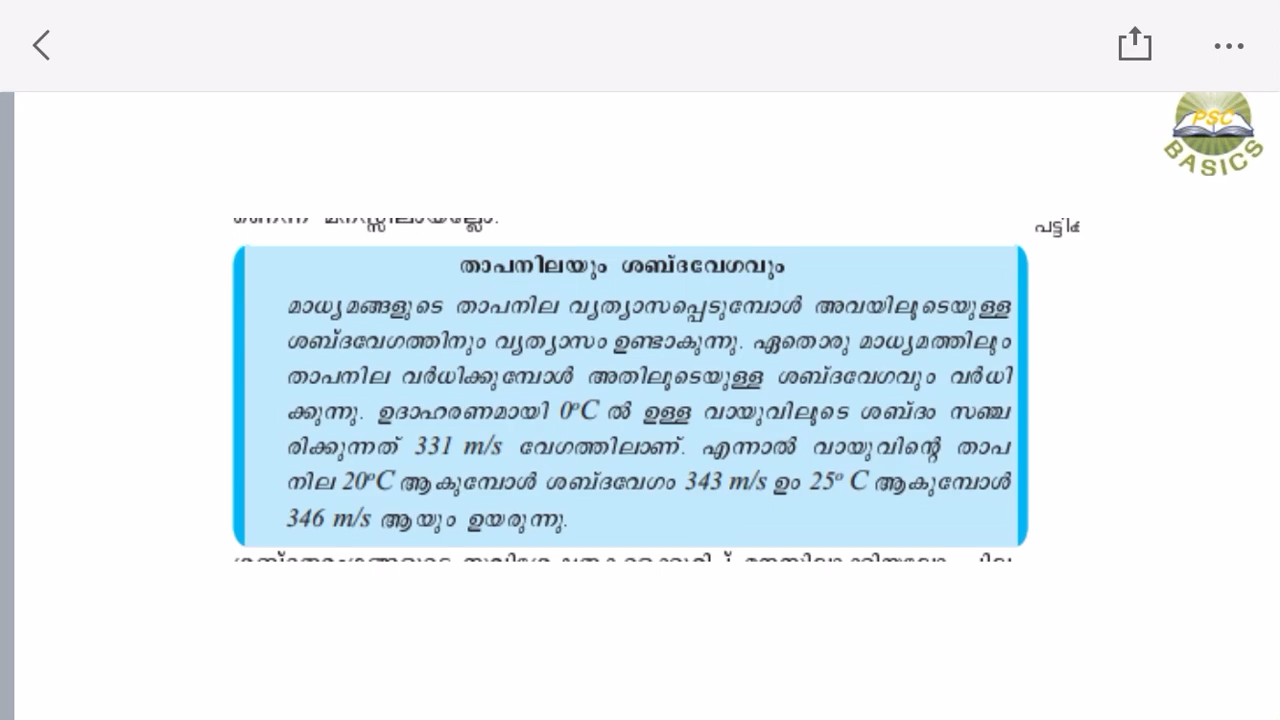 PSC
BASICS
ണെന്ന് മനസ്സിലായല്ലോ.
പട്ടിക
താപനിലയും ശബ്ദവേഗവും
മാധ്യമങ്ങളുടെ താപനില വ്യത്യാസപ്പെടുമ്പോൾ അവയിലൂടെയുള്ള
ശബ്ദവേഗത്തിനും വ്യത്യാസം ഉണ്ടാകുന്നു. ഏതൊരു മാധ്യമത്തിലും
താപനില വർധിക്കുമ്പോൾ അതിലൂടെയുള്ള ശബ്ദവേഗവും വർധി
ക്കുന്നു. ഉദാഹരണമായി 0°C ൽ ഉള്ള വായുവിലൂടെ ശബ്ദം സഞ്ച
രിക്കുന്നത് 331 m/s വേഗത്തിലാണ്. എന്നാൽ വായുവിന്റെ താപ
നില 20°C ആകുമ്പോൾ ശബ്ദവേഗം 343 m/s ഉം 25° C ആകുമ്പോൾ
346 m/s ആയും ഉയരുന്നു.